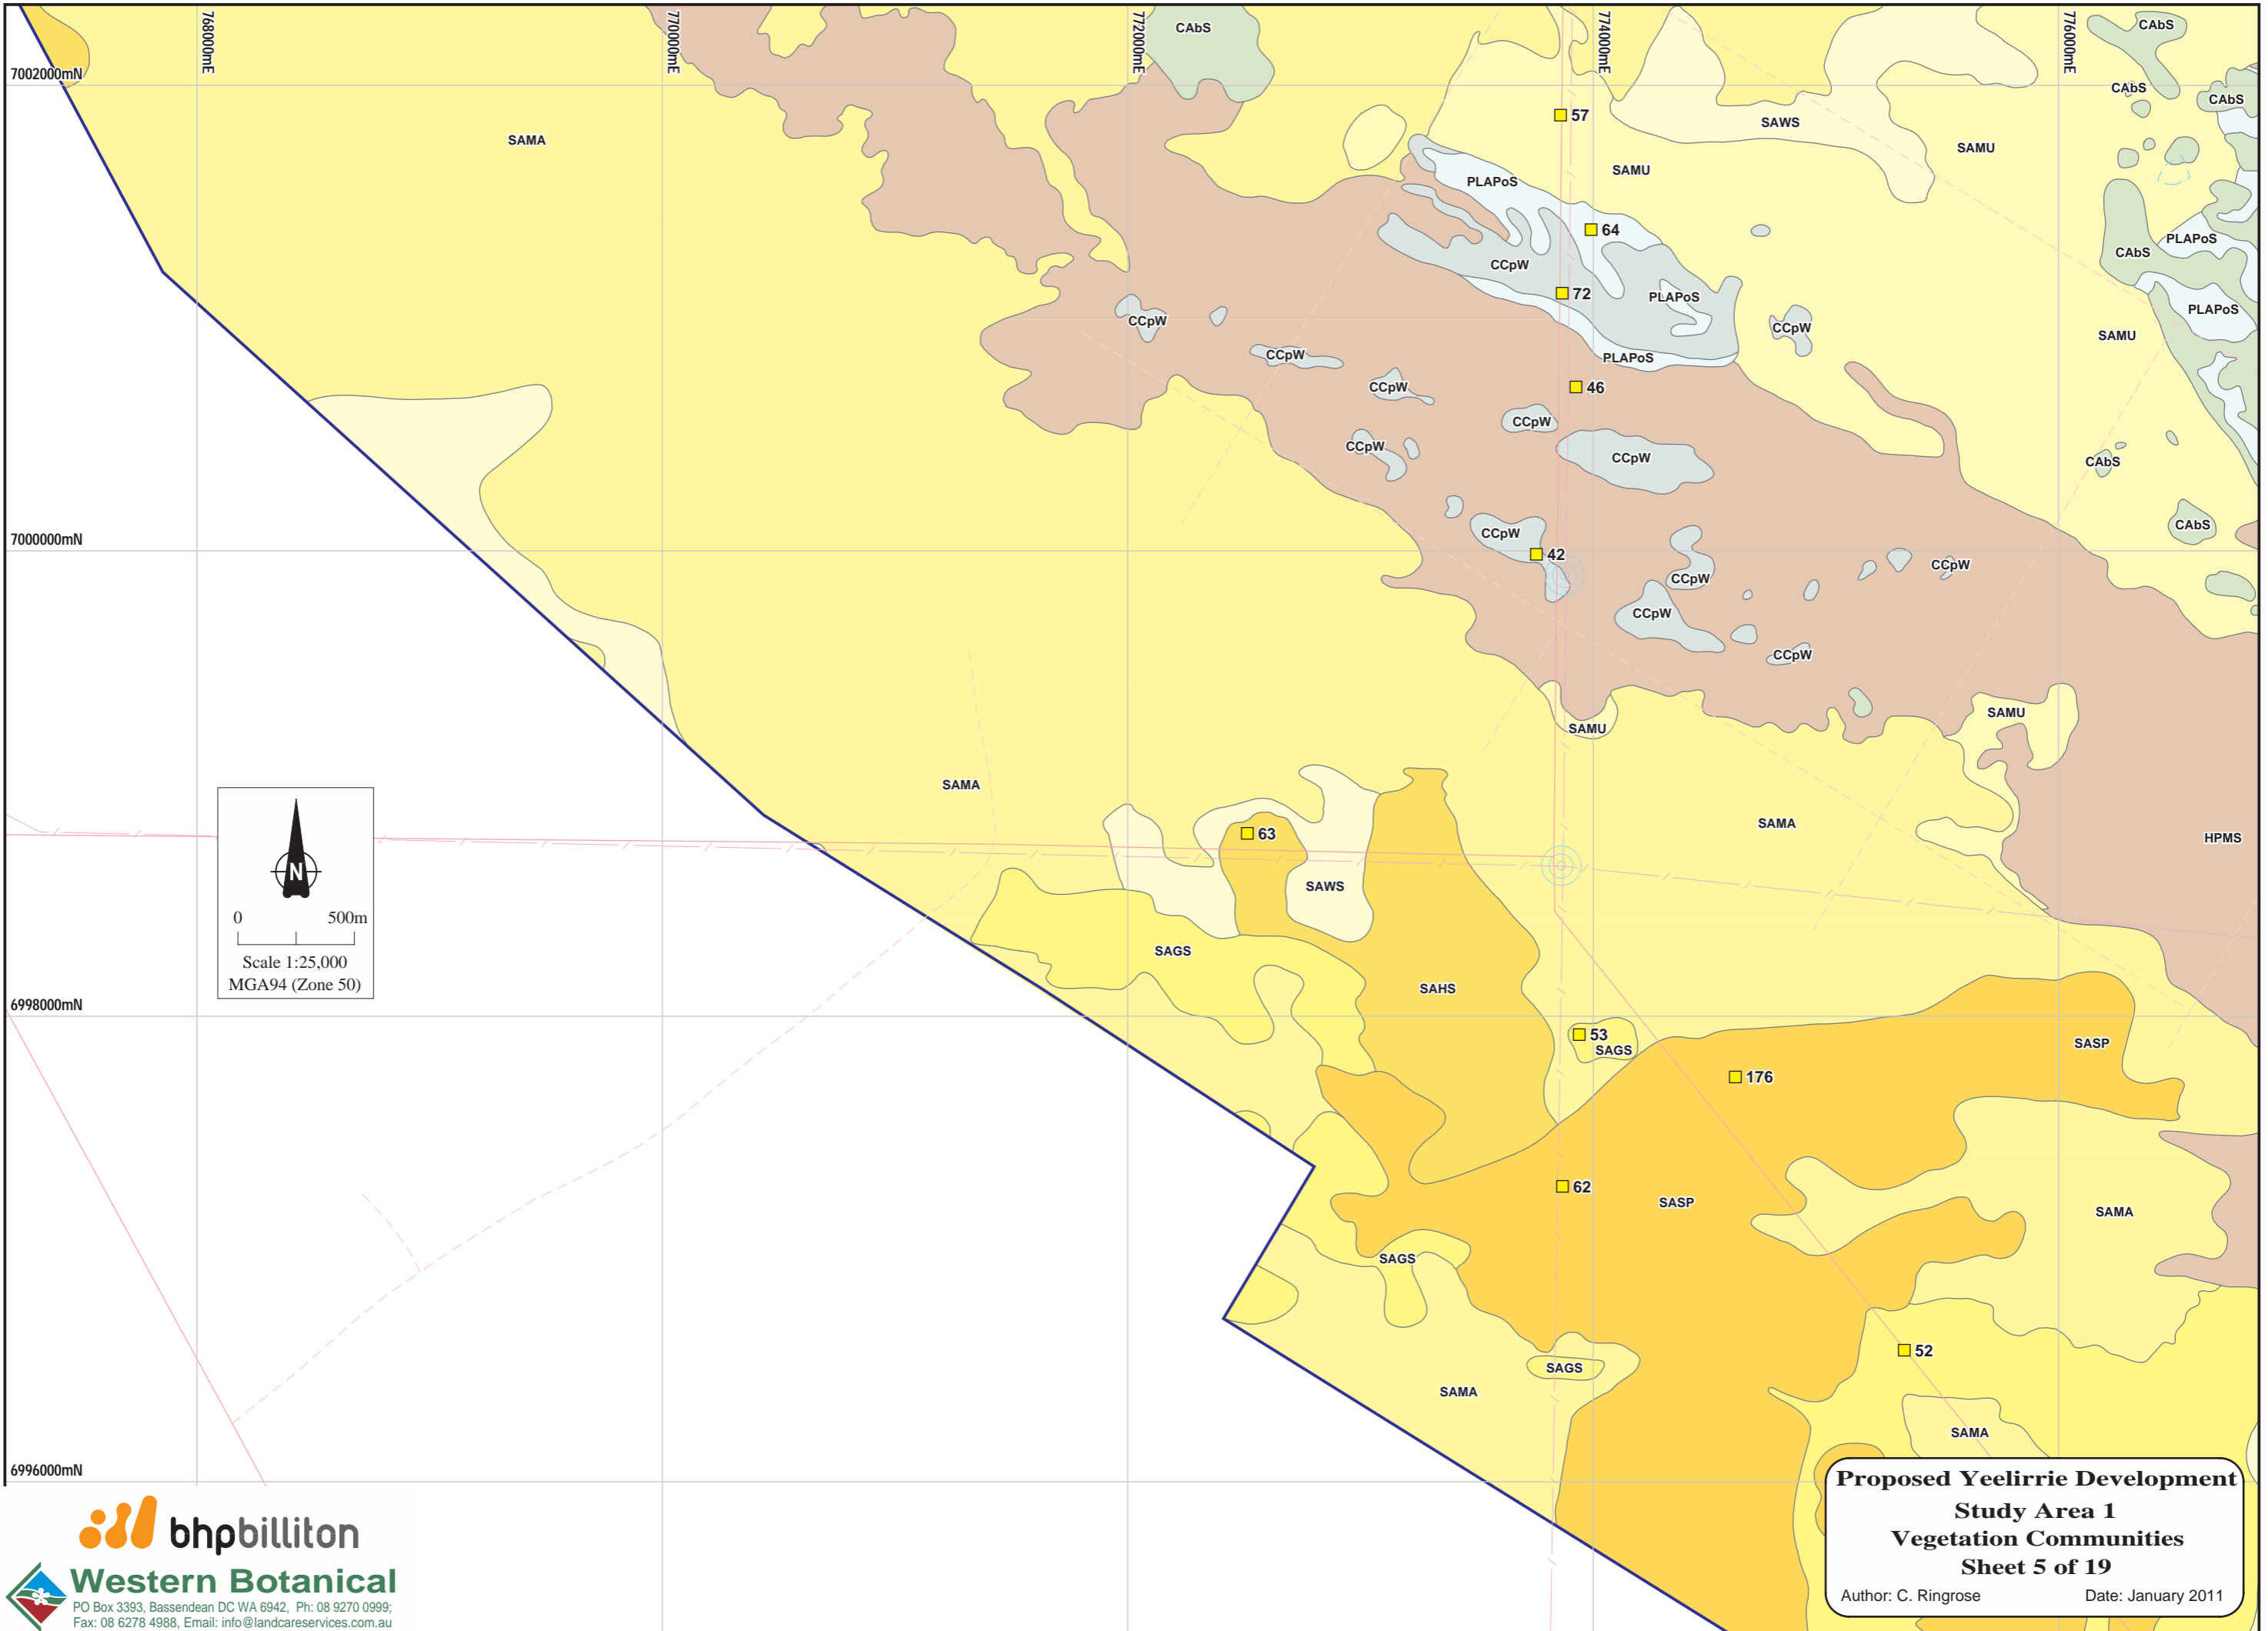 768000mE
770000mE
772000mE
774000mE
776000mE
CAbS
CAbS
7002000mN
CAbS
CAbS
57
SAWS
SAMA
SAMU
SAMU
PLAPoS
64
PLAPoS
CAbS
CCpW
72
PLAPoS
PLAPoS
CCpW
CCpW
SAMU
CCpW
PLAPoS
CCpW
46
CCpW
CCpW
CCpW
CAbS
CAbS
CCpW
7000000mN
42
CCpW
CCpW
CCpW
CCpW
SAMU
SAMU
SAMA
SAMA
63
HPMS
SAWS
N
0 500m
Scale 1:25,000
MGA94 (Zone 50)
SAGS
SAHS
6998000mN
53
SAGS
SASP
176
62
SASP
SAMA
SAGS
52
SAGS
SAMA
SAMA
6996000mN
bhpbilliton
Western Botanical
PO Box 3393, Bassendean DC WA 6942, Ph: 08 9270 0999;
Fax: 08 6278 4988, Email: info@landcareservices.com.au
Proposed Yeelirrie Development
Study Area 1
Vegetation Communities
Sheet 5 of 19
Author: C. Ringrose Date: January 2011